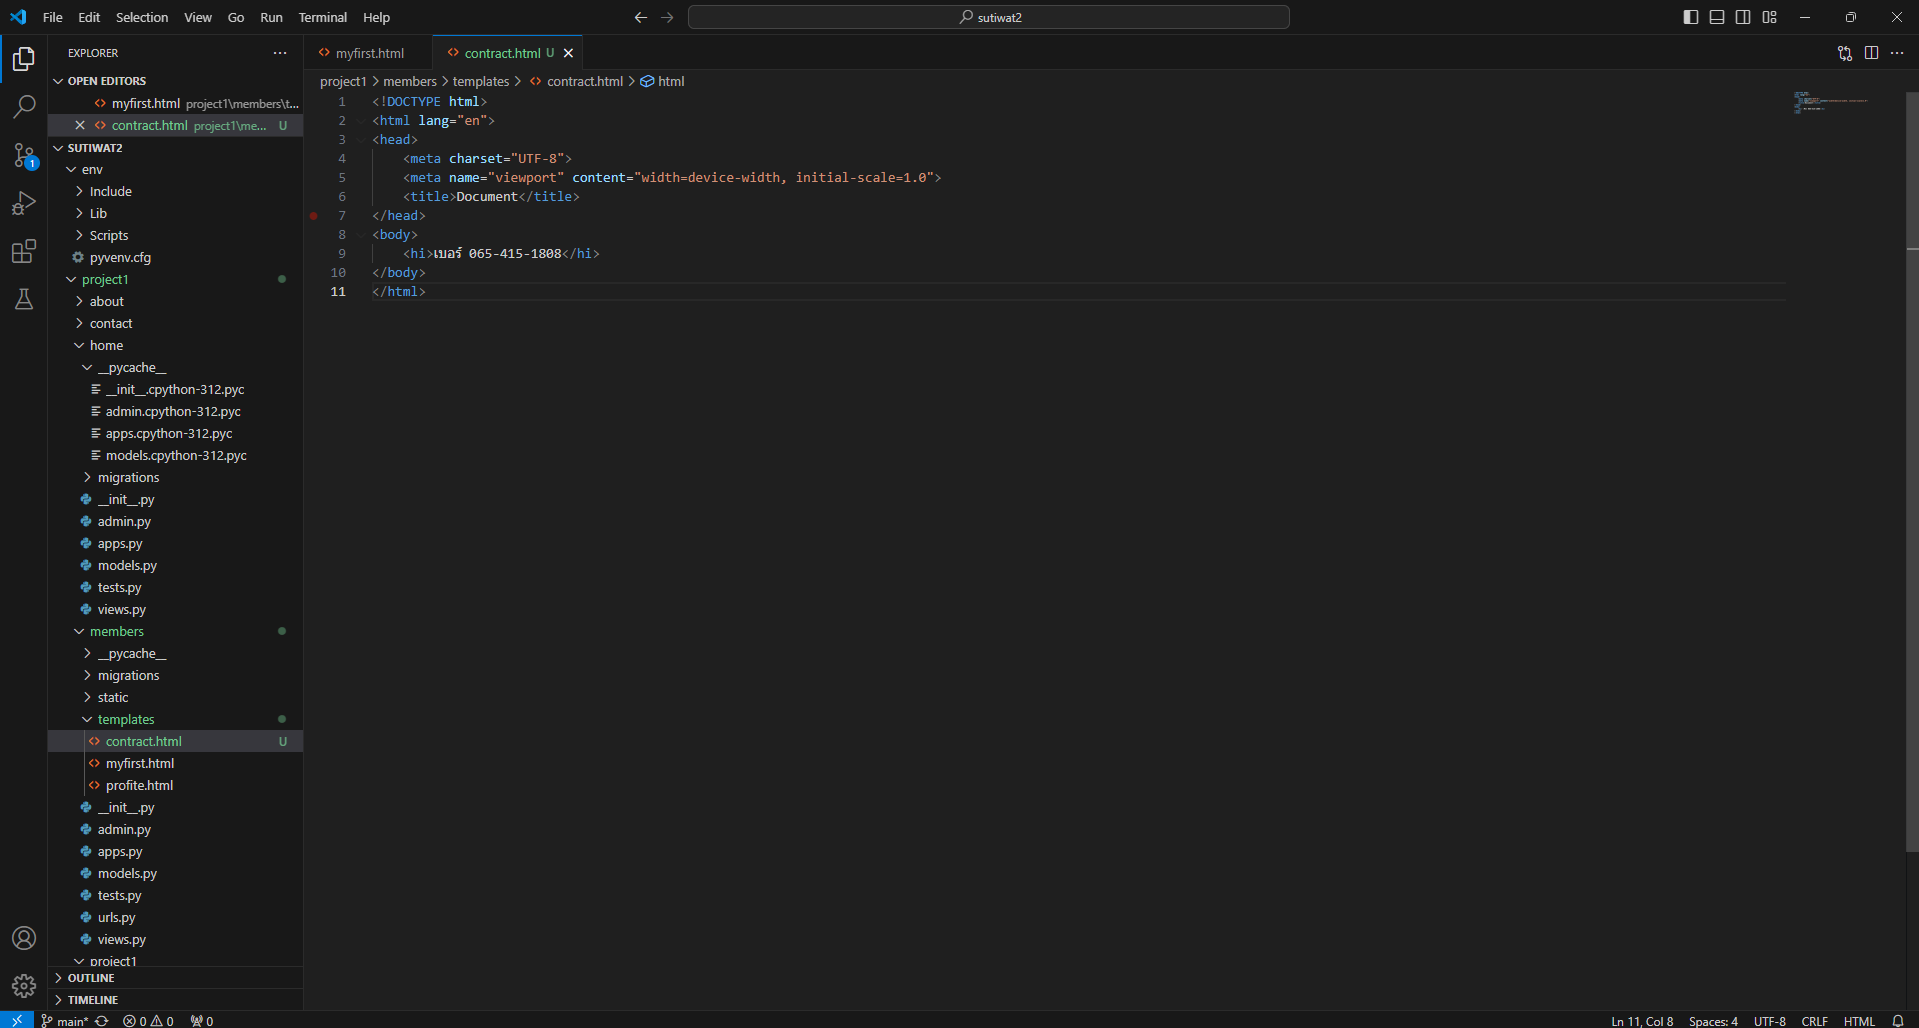 File Edit Selection View Go Run Terminal Help
sutiwat2
EXPLORER
OPEN EDITORS
myfirst.html project1\members\t...
contract.html project1\me... U
SUTIWAT2
env
Include
Lib
Scripts
pyvenv.cfg
project1
about
contact
home
__pycache__
__init__.cpython-312.pyc
admin.cpython-312.pyc
apps.cpython-312.pyc
models.cpython-312.pyc
migrations
__init__.py
admin.py
apps.py
models.py
tests.py
views.py
members
__pycache__
migrations
static
templates
contract.html U
myfirst.html
profite.html
__init__.py
admin.py
apps.py
models.py
tests.py
urls.py
views.py
project1
OUTLINE
TIMELINE
myfirst.html
contract.html U
project1 > members > templates > contract.html > html
1 <!DOCTYPE html>
2 <html lang="en">
3 <head>
4 <meta charset="UTF-8">
5 <meta name="viewport" content="width=device-width, initial-scale=1.0">
6 <title>Document</title>
7 </head>
8 <body>
9 <hi>เบอร์ 065-415-1808</hi>
10 </body>
11 </html>
1
main* 0 0 0
Ln 11, Col 8 Spaces: 4 UTF-8 CRLF HTML